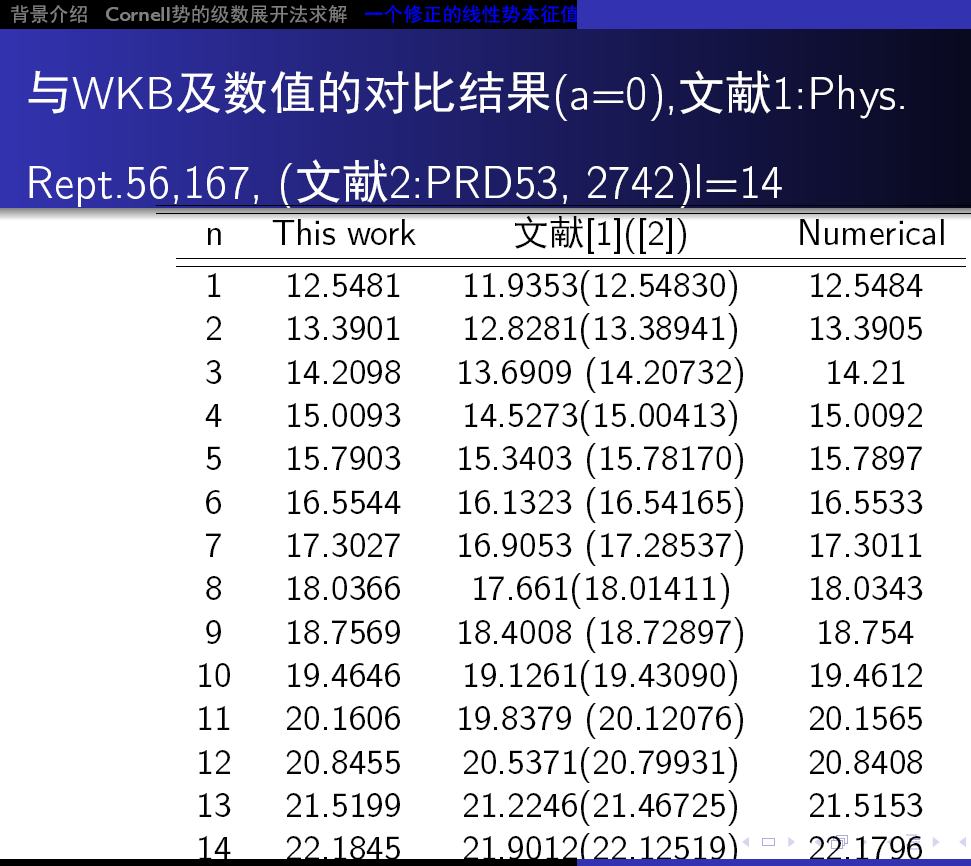 背景介绍 Cornell势的级数展开法求解 一个修正的线性势本征值
与WKB及数值的对比结果(a=0),文献1:Phys.
Rept.56,167, (文献2:PRD53, 2742)l=14
n This work 文献[1]([2]) Numerical
1 12.5481 11.9353(12.54830) 12.5484
2 13.3901 12.8281(13.38941) 13.3905
3 14.2098 13.6909 (14.20732) 14.21
4 15.0093 14.5273(15.00413) 15.0092
5 15.7903 15.3403 (15.78170) 15.7897
6 16.5544 16.1323 (16.54165) 16.5533
7 17.3027 16.9053 (17.28537) 17.3011
8 18.0366 17.661(18.01411) 18.0343
9 18.7569 18.4008 (18.72897) 18.754
10 19.4646 19.1261(19.43090) 19.4612
11 20.1606 19.8379 (20.12076) 20.1565
12 20.8455 20.5371(20.79931) 20.8408
13 21.5199 21.2246(21.46725) 21.5153
14 22.1845 21.9012(22.12519) 22.1796